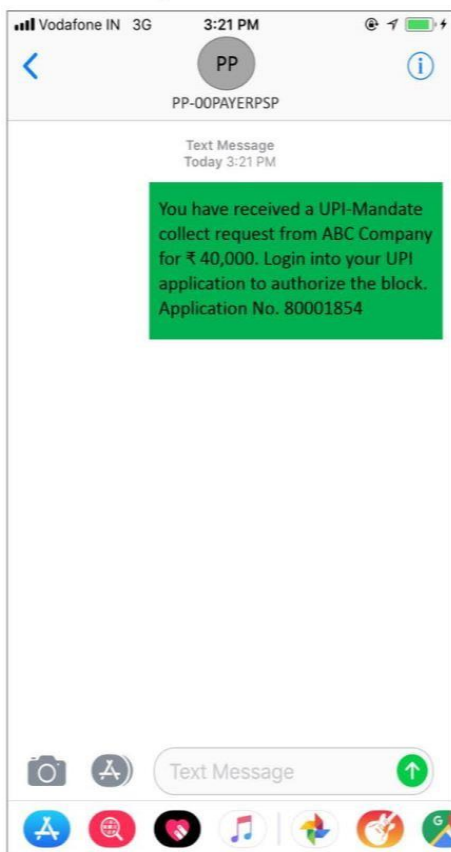 Vodafone IN 3G 3:21 PM
PP
PP-00PAYERPSP
Text Message
Today 3:21 PM
You have received a UPI-Mandate
collect request from ABC Company
for ₹ 40,000. Login into your UPI
application to authorize the block.
Application No. 80001854
Text Message
G